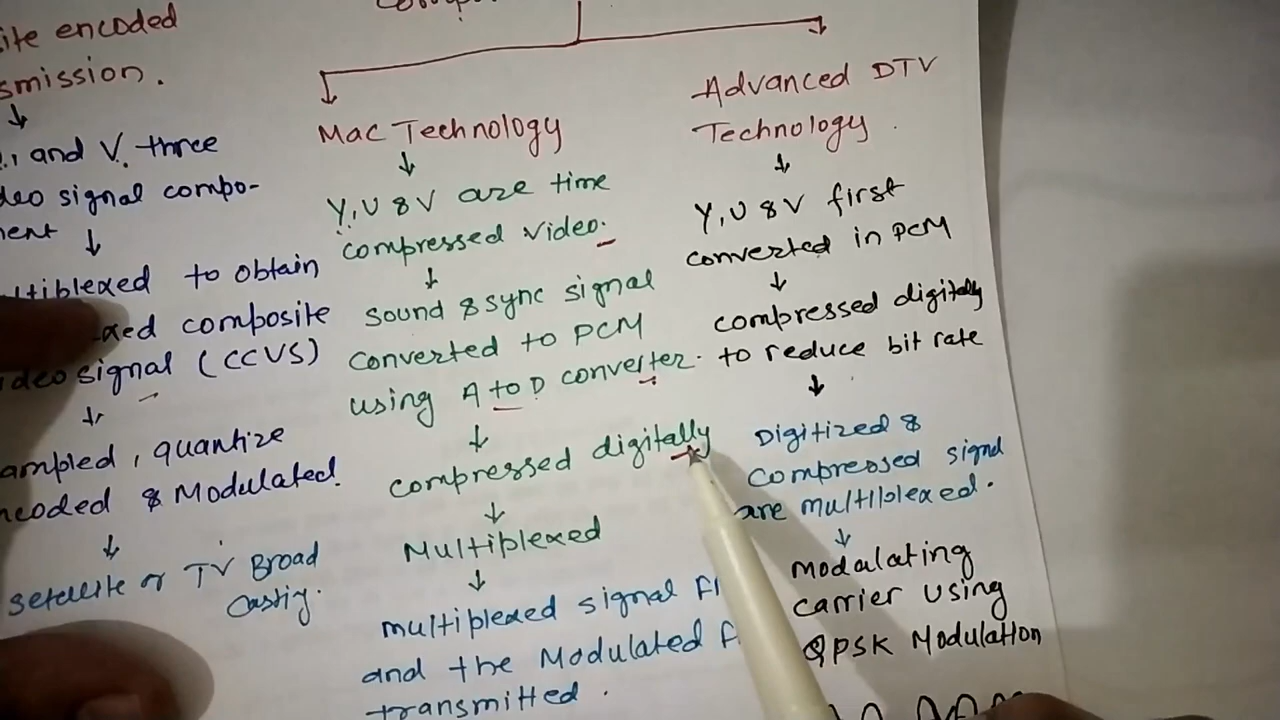 ite encoded
smission.
and V. three
deo signal compo-
nent
ltiplexed to obtain
xed composite
ideo signal (CCVS)
ampled, quantize
ncoded & Modulated.
Setellite or TV Broad
Casting.
Mac Technology
Y, U & V are time
compressed video.
sound & sync signal
converted to PCM
using A to D converter.
compressed digitally
Multiplexed
multiplexed signal
and the Modulated
transmitted.
Advanced DTV
Technology
Y, U & V first
converted in PCM
compressed digitally
to reduce bit rate
Digitized &
compressed signal
are multiplexed.
Modalating
carrier using
QPSK Modulation